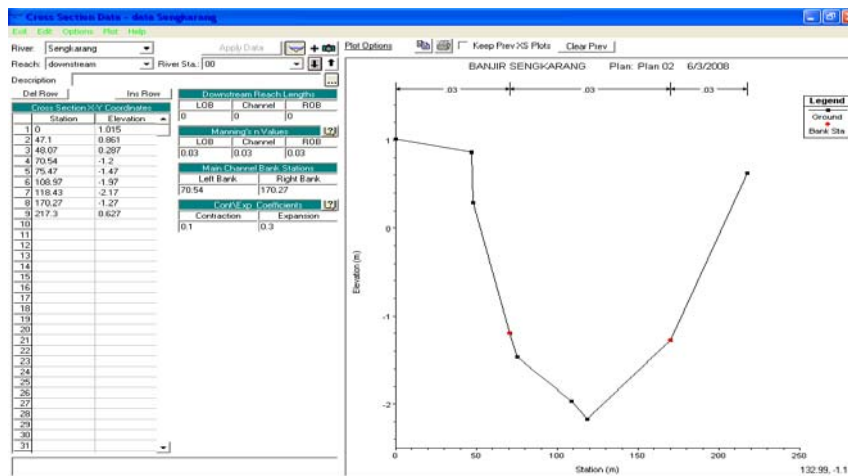 Cross Section Data - data Sengkarang
Exit Edit Options Plot Help
River: Sengkarang Apply Data
Reach: downstream River Sta.: 00
Description ...
Del Row Ins Row
Cross Section X-Y Coordinates
Station Elevation
1 0 1.015
2 47.1 0.861
3 48.07 0.287
4 70.54 -1.2
5 75.47 -1.47
6 108.97 -1.97
7 118.43 -2.17
8 170.27 -1.27
9 217.3 0.627
10
11
12
13
14
15
16
17
18
19
20
21
22
23
24
25
26
27
28
29
30
31
Downstream Reach Lengths
LOB Channel ROB
0 0 0
Manning's n Values
LOB Channel ROB
0.03 0.03 0.03
Main Channel Bank Stations
Left Bank Right Bank
70.54 170.27
Cont\Exp Coefficients
Contraction Expansion
0.1 0.3
Plot Options Keep Prev XS Plots Clear Prev
BANJIR SENGKARANG Plan: Plan 02 6/3/2008
.03 .03 .03
Legend
Ground
Bank Sta
Elevation (m)
1
0
-1
-2
0 50 100 150 200 250
Station (m)
132.99, -1.1